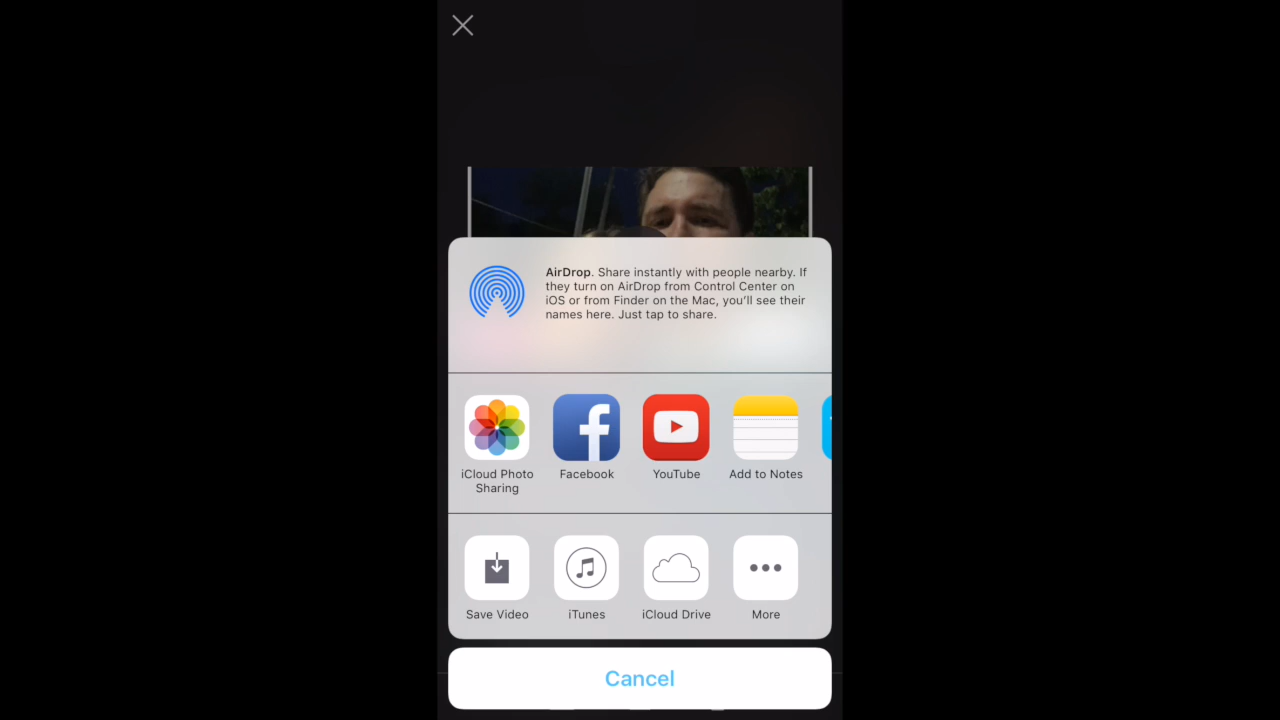 AirDrop. Share instantly with people nearby. If
they turn on AirDrop from Control Center on
iOS or from Finder on the Mac, you’ll see their
names here. Just tap to share.
iCloud Photo
Sharing
Facebook
YouTube
Add to Notes
Save Video
iTunes
iCloud Drive
More
Cancel